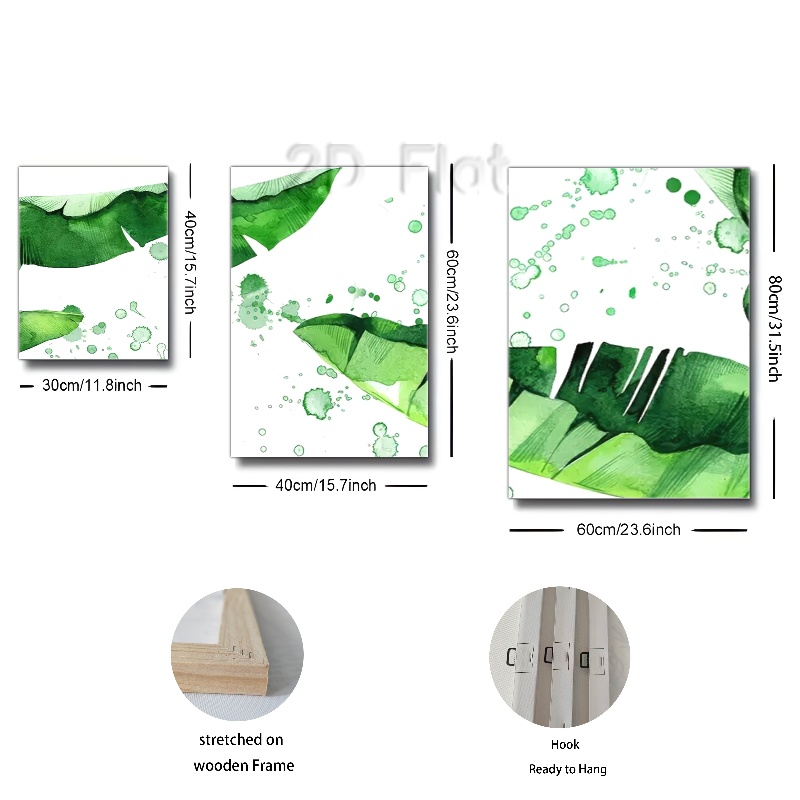 2D Flat
40cm/15.7inch
30cm/11.8inch
60cm/23.6inch
40cm/15.7inch
80cm/31.5inch
60cm/23.6inch
stretched on
wooden Frame
Hook
Ready to Hang